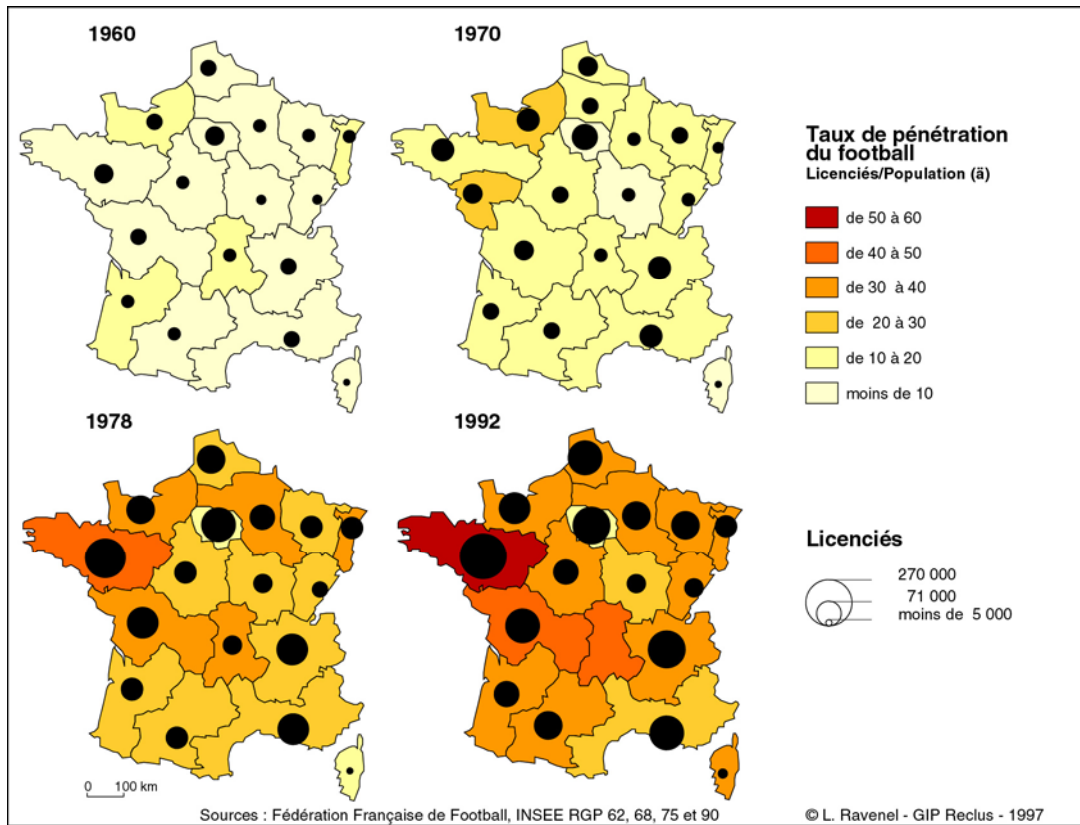 1960
1970
Taux de pénétration
du football
Licenciés/Population (ä)
de 50 à 60
de 40 à 50
de 30 à 40
de 20 à 30
de 10 à 20
moins de 10
1978
1992
Licenciés
270 000
71 000
moins de 5 000
0 100 km
Sources : Fédération Française de Football, INSEE RGP 62, 68, 75 et 90
© L. Ravenel - GIP Reclus - 1997